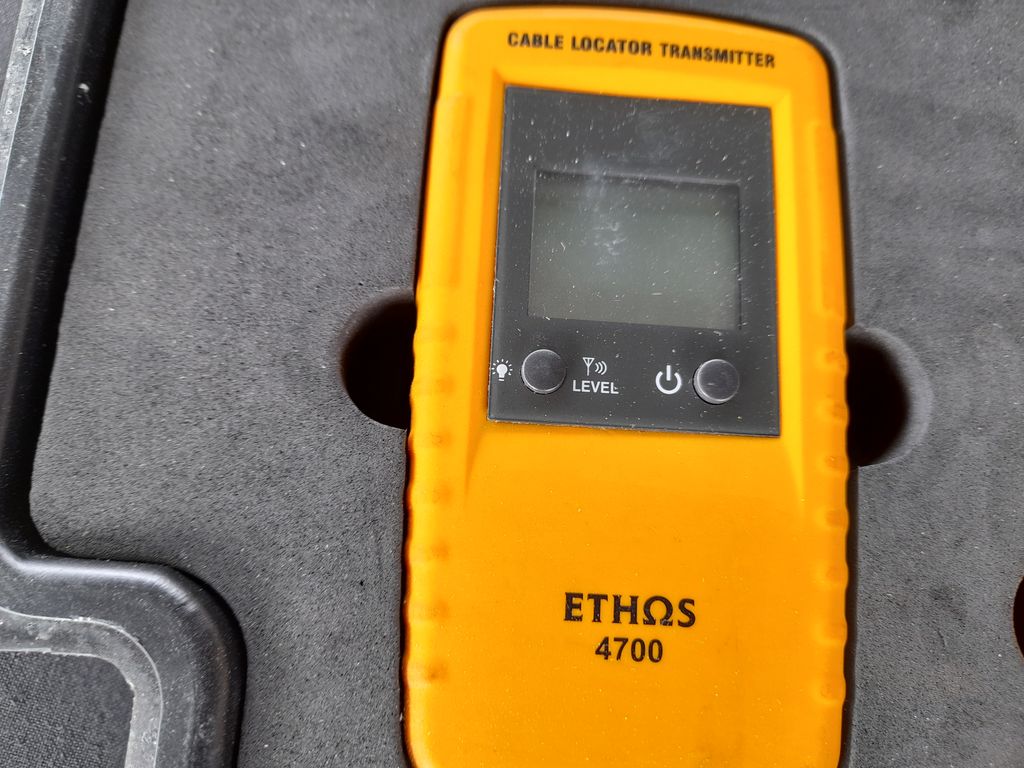 CABLE LOCATOR TRANSMITTER
LEVEL
ETHΩS
4700